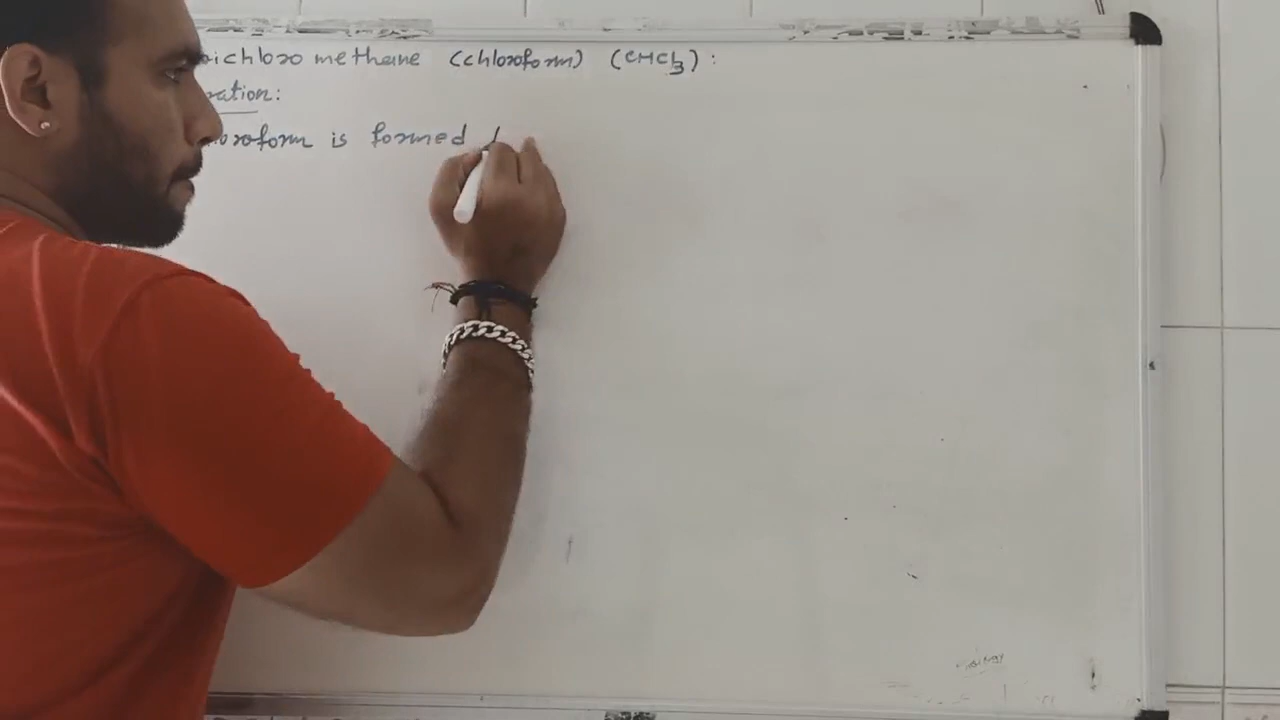 ichloro methane (chloroform) (CHCl3) :
ration:
oroform is formed